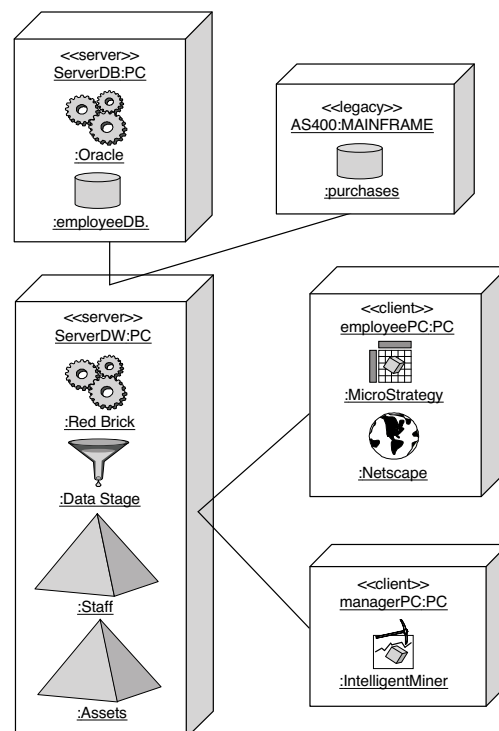 <<server>>
ServerDB:PC
:Oracle
:employeeDB.
<<legacy>>
AS400:MAINFRAME
:purchases
<<server>>
ServerDW:PC
:Red Brick
:Data Stage
:Staff
:Assets
<<client>>
employeePC:PC
:MicroStrategy
:Netscape
<<client>>
managerPC:PC
:IntelligentMiner